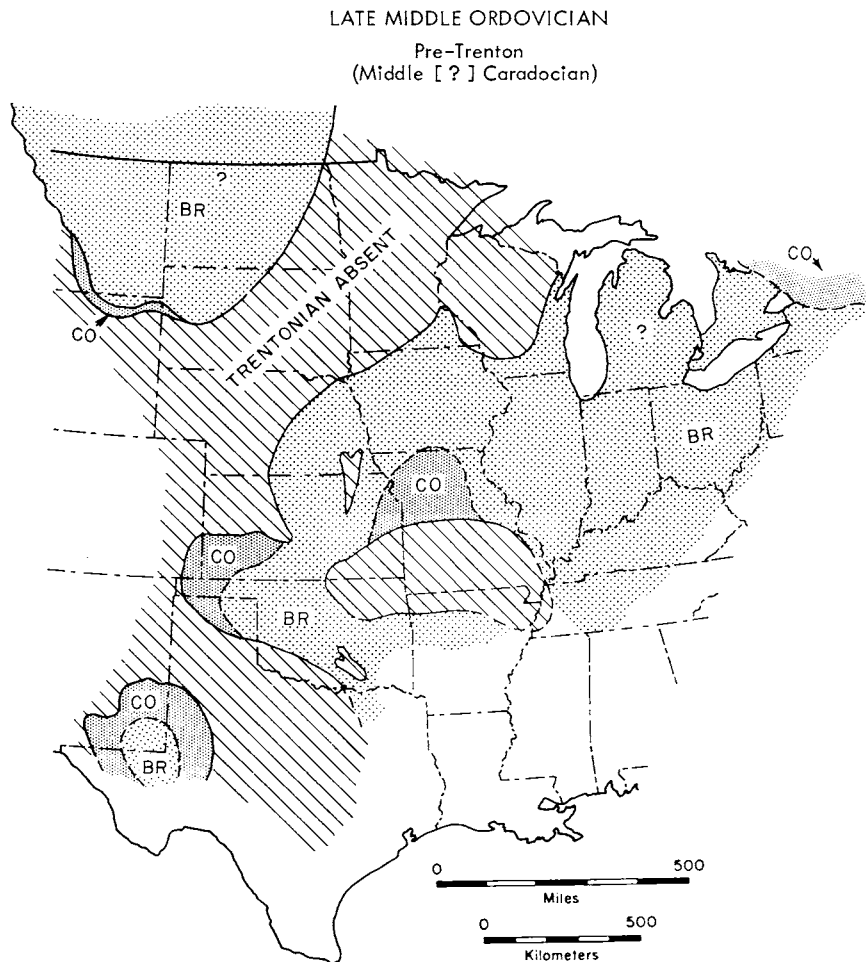 LATE MIDDLE ORDOVICIAN
Pre-Trenton
(Middle [ ? ] Caradocian)
?
BR
CO
CO
TRENTONIAN ABSENT
?
BR
CO
CO
BR
CO
BR
0 500
Miles
0 500
Kilometers